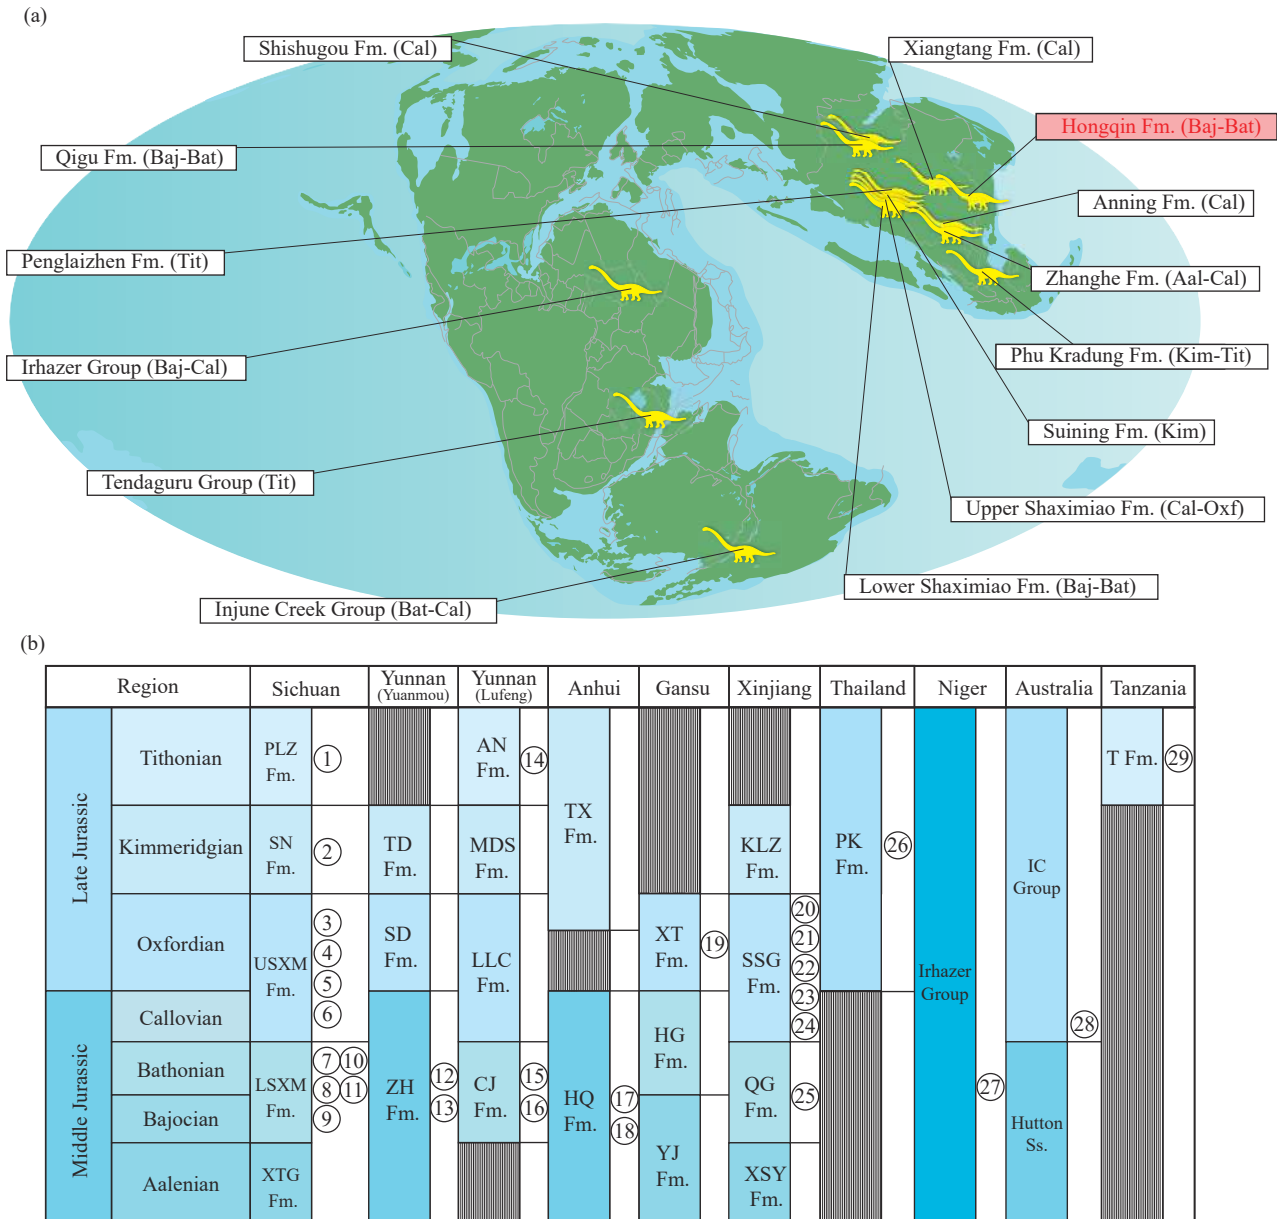 (a)
Shishugou Fm. (Cal)
Xiangtang Fm. (Cal)
Hongqin Fm. (Baj-Bat)
Qigu Fm. (Baj-Bat)
Anning Fm. (Cal)
Penglaizhen Fm. (Tit)
Zhanghe Fm. (Aal-Cal)
Phu Kradung Fm. (Kim-Tit)
Irhazer Group (Baj-Cal)
Suining Fm. (Kim)
Tendaguru Group (Tit)
Upper Shaximiao Fm. (Cal-Oxf)
Lower Shaximiao Fm. (Baj-Bat)
Injune Creek Group (Bat-Cal)
(b)
Region
Sichuan
Yunnan
(Yuanmou)
Yunnan
(Lufeng)
Anhui
Gansu
Xinjiang
Thailand
Niger
Australia
Tanzania
Late Jurassic
Middle Jurassic
Tithonian
Kimmeridgian
Oxfordian
Callovian
Bathonian
Bajocian
Aalenian
PLZ
Fm.
1
SN
Fm.
2
USXM
Fm.
3
4
5
6
LSXM
Fm.
7 10
8 11
9
XTG
Fm.
TD
Fm.
SD
Fm.
ZH
Fm.
12
13
AN
Fm.
14
MDS
Fm.
LLC
Fm.
CJ
Fm.
15
16
TX
Fm.
HQ
Fm.
17
18
XT
Fm.
19
HG
Fm.
YJ
Fm.
KLZ
Fm.
SSG
Fm.
20
21
22
23
24
QG
Fm.
25
XSY
Fm.
PK
Fm.
26
Irhazer
Group
27
IC
Group
28
Hutton
Ss.
T Fm.
29